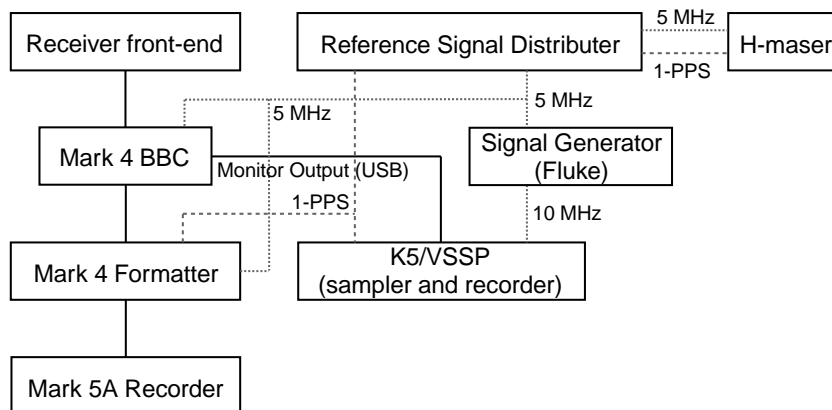 5 MHz
Receiver front-end
Reference Signal Distributer
H-maser
1-PPS
5 MHz
5 MHz
Mark 4 BBC
Signal Generator
(Fluke)
Monitor Output (USB)
1-PPS
10 MHz
Mark 4 Formatter
K5/VSSP
(sampler and recorder)
Mark 5A Recorder